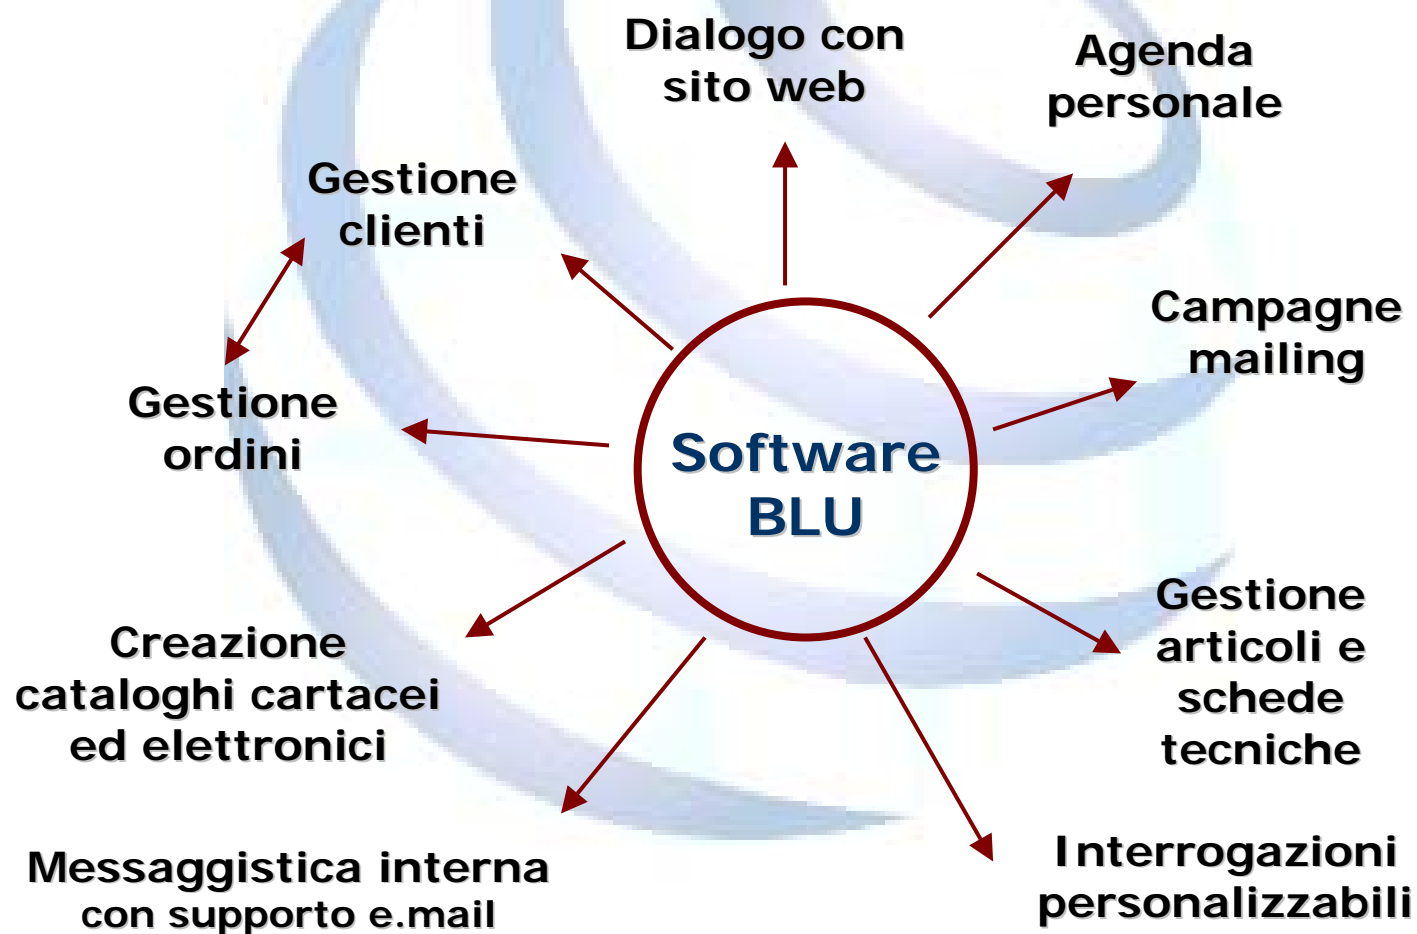 Dialogo con
sito web
Agenda
personale
Gestione
clienti
Campagne
mailing
Gestione
ordini
Software
BLU
Gestione
articoli e
schede
tecniche
Creazione
cataloghi cartacei
ed elettronici
Interrogazioni
personalizzabili
Messaggistica interna
con supporto e.mail